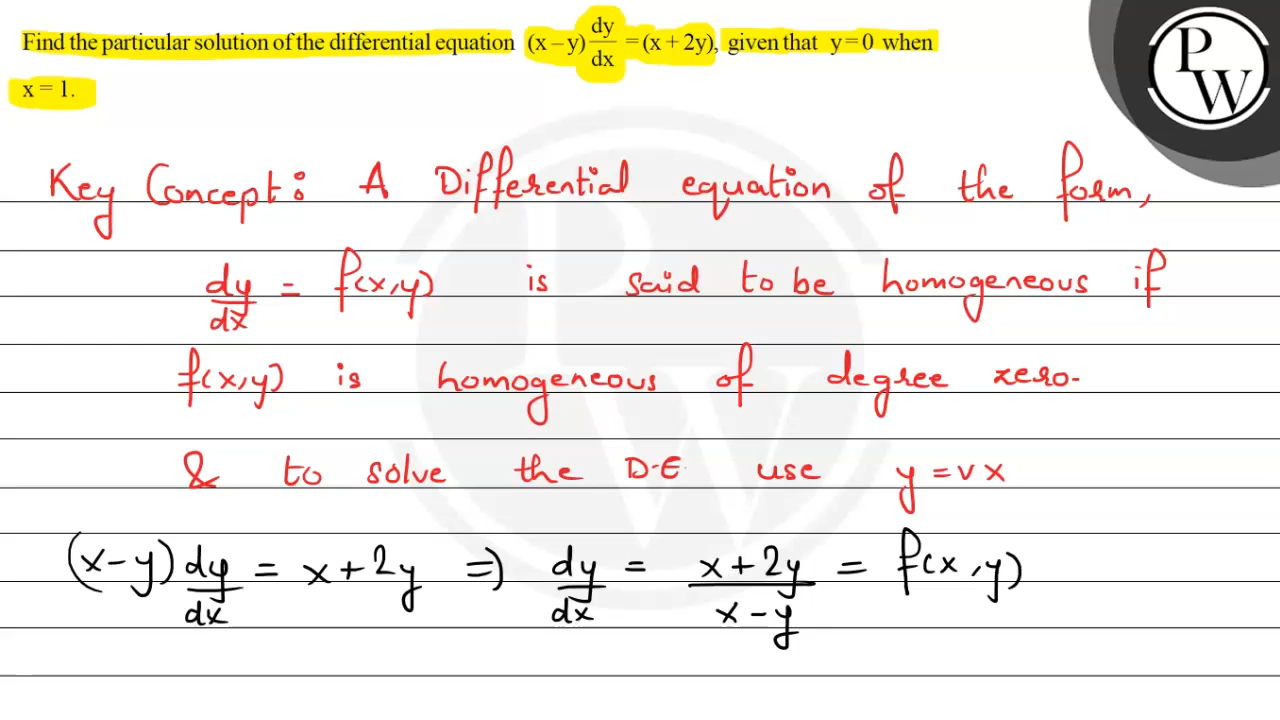 Find the particular solution of the differential equation (x – y) dy/dx = (x + 2y), given that y = 0 when
x = 1.
P
W
Key Concept: A Differential equation of the form,
dy/dx = f(x,y) is said to be homogeneous if
f(x,y) is homogeneous of degree zero.
& to solve the D.E. use y = vx
(x-y) dy/dx = x+2y => dy/dx = (x+2y)/(x-y) = f(x,y)